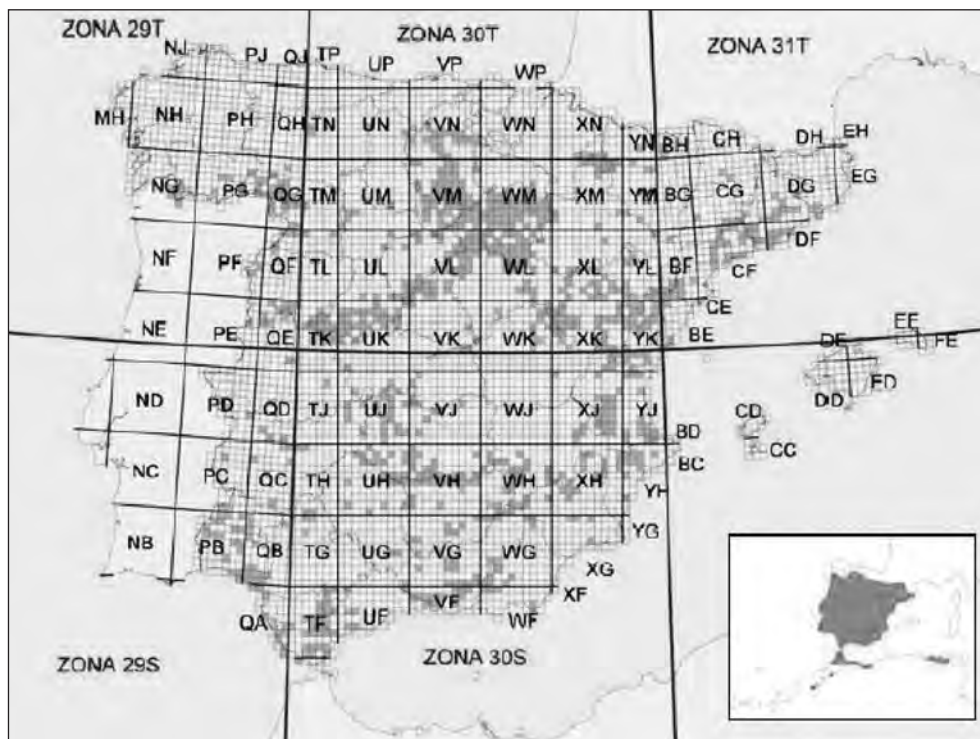 ZONA 29T
ZONA 30T
ZONA 31T
NJ PJ QJ TP UP VP WP
MH NH PH QH TN UN VN WN XN YN BH CH DH EH
NG PG QG TM UM VM WM XM YM BG CG DG EG
NF PF QF TL UL VL WL XL YL BF CF DF
NE PE QE TK UK VK WK XK YK BE CE
DE EE FE
ND PD QD TJ UJ VJ WJ XJ YJ BD CD DD ED
NC PC QC TH UH VH WH XH YH BC CC
NB PB QB TG UG VG WG XG YG
QA TF UF VF WF XF
ZONA 29S
ZONA 30S